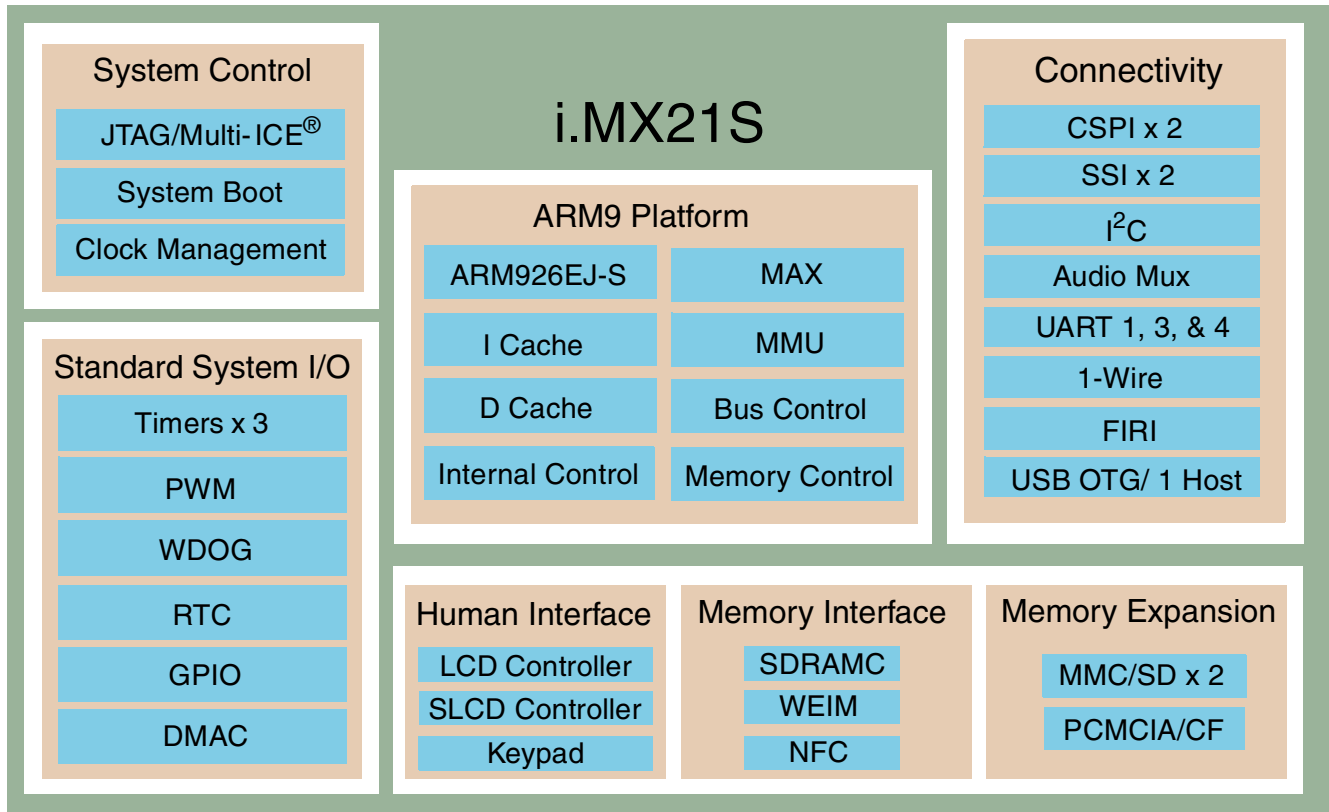 System Control
JTAG/Multi-ICE®
System Boot
Clock Management
Standard System I/O
Timers x 3
PWM
WDOG
RTC
GPIO
DMAC
i.MX21S
ARM9 Platform
ARM926EJ-S
MAX
I Cache
MMU
D Cache
Bus Control
Internal Control
Memory Control
Connectivity
CSPI x 2
SSI x 2
I²C
Audio Mux
UART 1, 3, & 4
1-Wire
FIRI
USB OTG/ 1 Host
Human Interface
LCD Controller
SLCD Controller
Keypad
Memory Interface
SDRAMC
WEIM
NFC
Memory Expansion
MMC/SD x 2
PCMCIA/CF